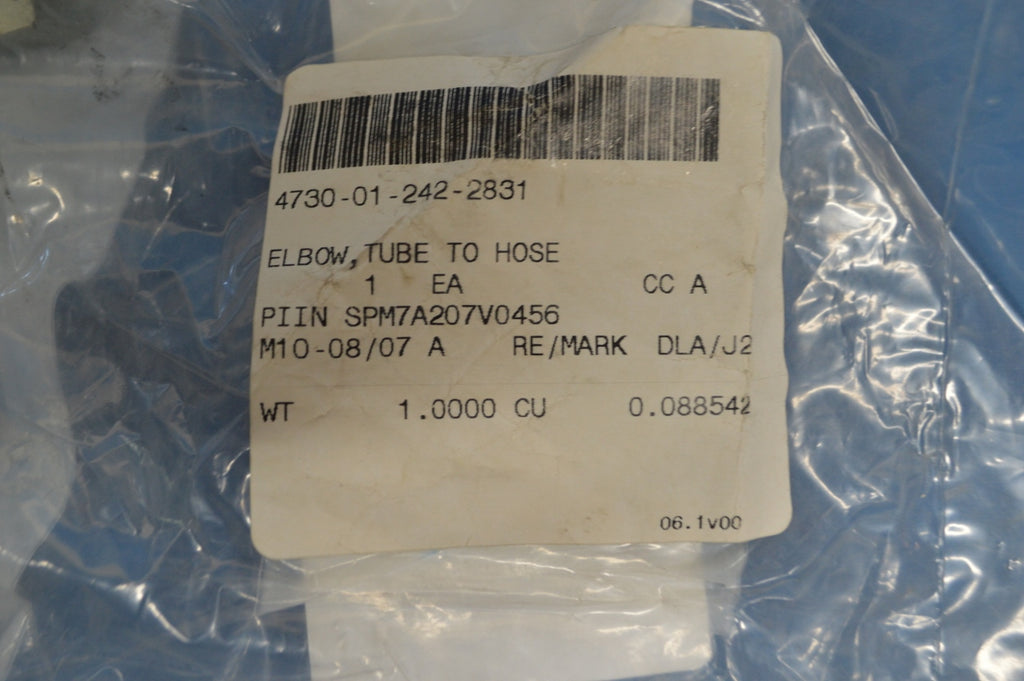 4730-01-242-2831
ELBOW, TUBE TO HOSE
1 EA CC A
PIIN SPM7A207V0456
M10-08/07 A RE/MARK DLA/J2
WT 1.0000 CU 0.088542
06.1v00